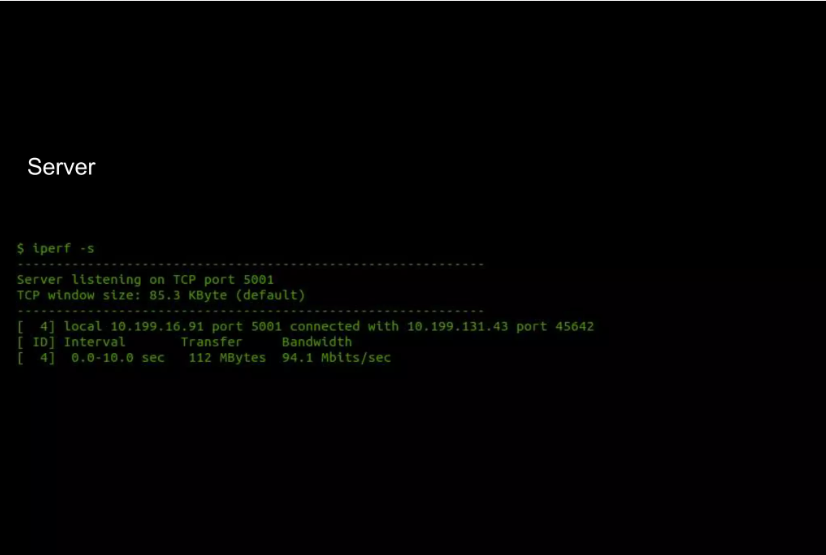 Server
$ iperf -s
------------------------------------------------------------
Server listening on TCP port 5001
TCP window size: 85.3 KByte (default)
------------------------------------------------------------
[  4] local 10.199.16.91 port 5001 connected with 10.199.131.43 port 45642
[ ID] Interval       Transfer     Bandwidth
[  4]  0.0-10.0 sec   112 MBytes  94.1 Mbits/sec